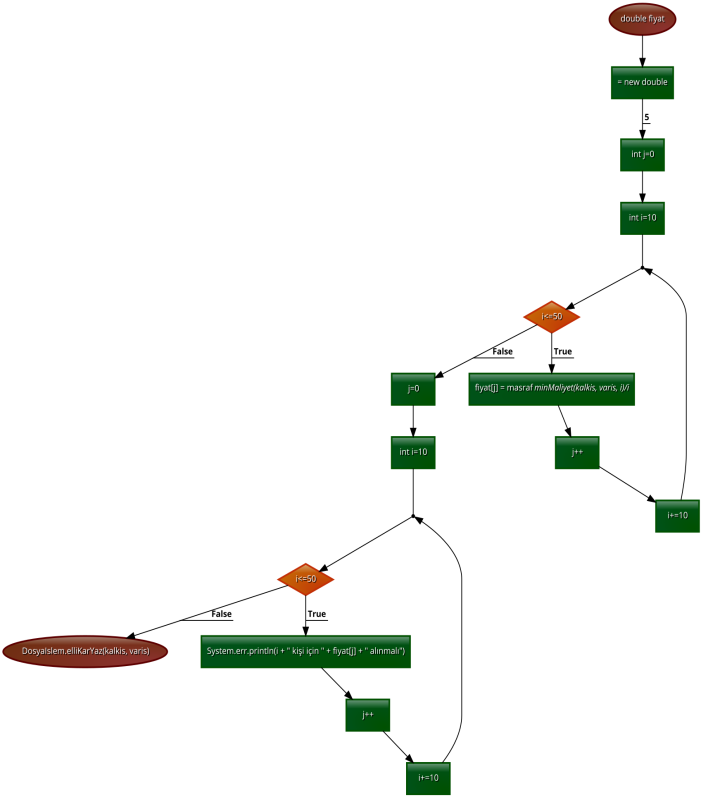 double fiyat
= new double
5
int j=0
int i=10
i<=50
False
True
j=0
fiyat[j] = masraf minMaliyet(kalkis, varis, i)/i
int i=10
j++
i+=10
i<=50
False
True
DosyaIslem.elliKarYaz(kalkis, varis)
System.err.println(i + " kişi için " + fiyat[j] + " alınmalı")
j++
i+=10